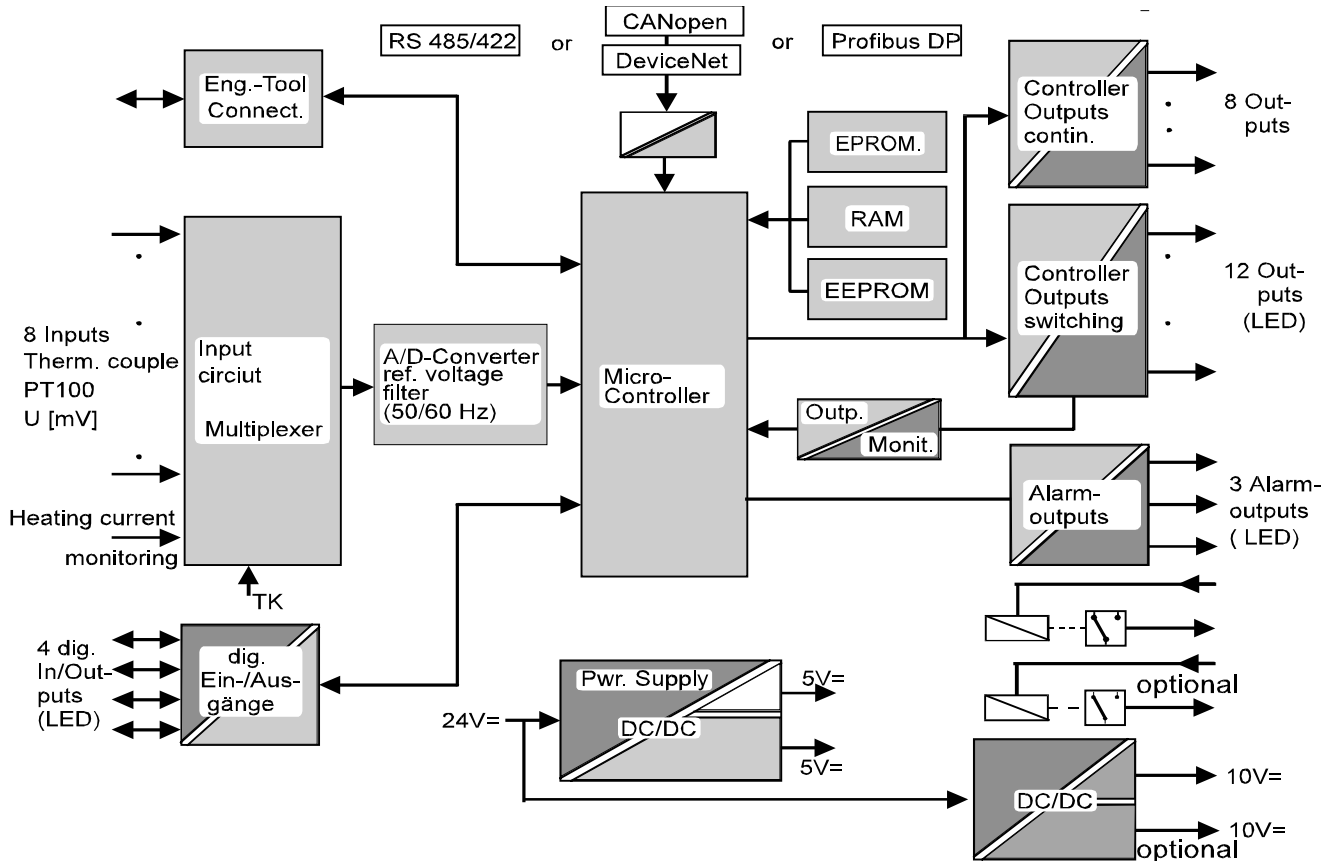 CANopen
RS 485/422
or
or
Profibus DP
DeviceNet
Eng.-Tool
Connect.
Controller
Outputs
contin.
8 Out-
puts
EPROM.
RAM
EEPROM
Controller
Outputs
switching
12 Out-
puts
(LED)
8 Inputs
Therm. couple
PT100
U [mV]
Input
circiut
Multiplexer
A/D-Converter
ref. voltage
filter
(50/60 Hz)
Micro-
Controller
Outp.
Monit.
Heating current
monitoring
TK
Alarm-
outputs
3 Alarm-
outputs
( LED)
4 dig.
In/Out-
puts
(LED)
dig.
Ein-/Aus-
gänge
optional
24V=
Pwr. Supply
DC/DC
5V=
5V=
DC/DC
10V=
10V=
optional